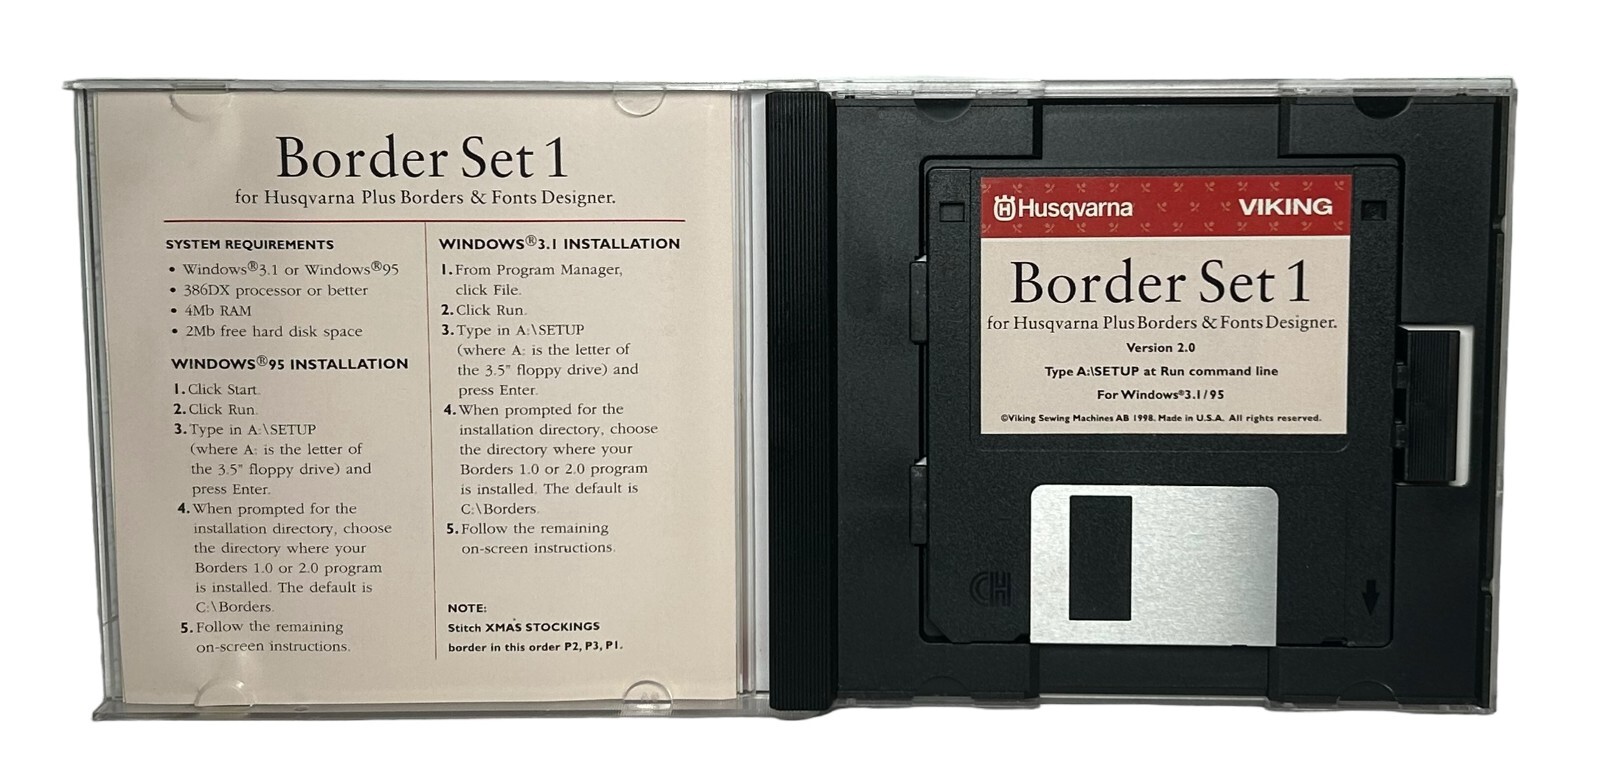 Border Set 1
for Husqvarna Plus Borders & Fonts Designer.
SYSTEM REQUIREMENTS
• Windows®3.1 or Windows®95
• 386DX processor or better
• 4Mb RAM
• 2Mb free hard disk space
WINDOWS®95 INSTALLATION
1. Click Start.
2. Click Run.
3. Type in A:\SETUP
(where A: is the letter of
the 3.5" floppy drive) and
press Enter.
4. When prompted for the
installation directory, choose
the directory where your
Borders 1.0 or 2.0 program
is installed. The default is
C:\Borders.
5. Follow the remaining
on-screen instructions.
WINDOWS®3.1 INSTALLATION
1. From Program Manager,
click File.
2. Click Run.
3. Type in A:\SETUP
(where A: is the letter of
the 3.5" floppy drive) and
press Enter.
4. When prompted for the
installation directory, choose
the directory where your
Borders 1.0 or 2.0 program
is installed. The default is
C:\Borders.
5. Follow the remaining
on-screen instructions.
NOTE:
Stitch XMAS STOCKINGS
border in this order P2, P3, P1.
Husqvarna VIKING
Border Set 1
for Husqvarna Plus Borders & Fonts Designer.
Version 2.0
Type A:\SETUP at Run command line
For Windows®3.1/95
©Viking Sewing Machines AB 1998. Made in U.S.A. All rights reserved.